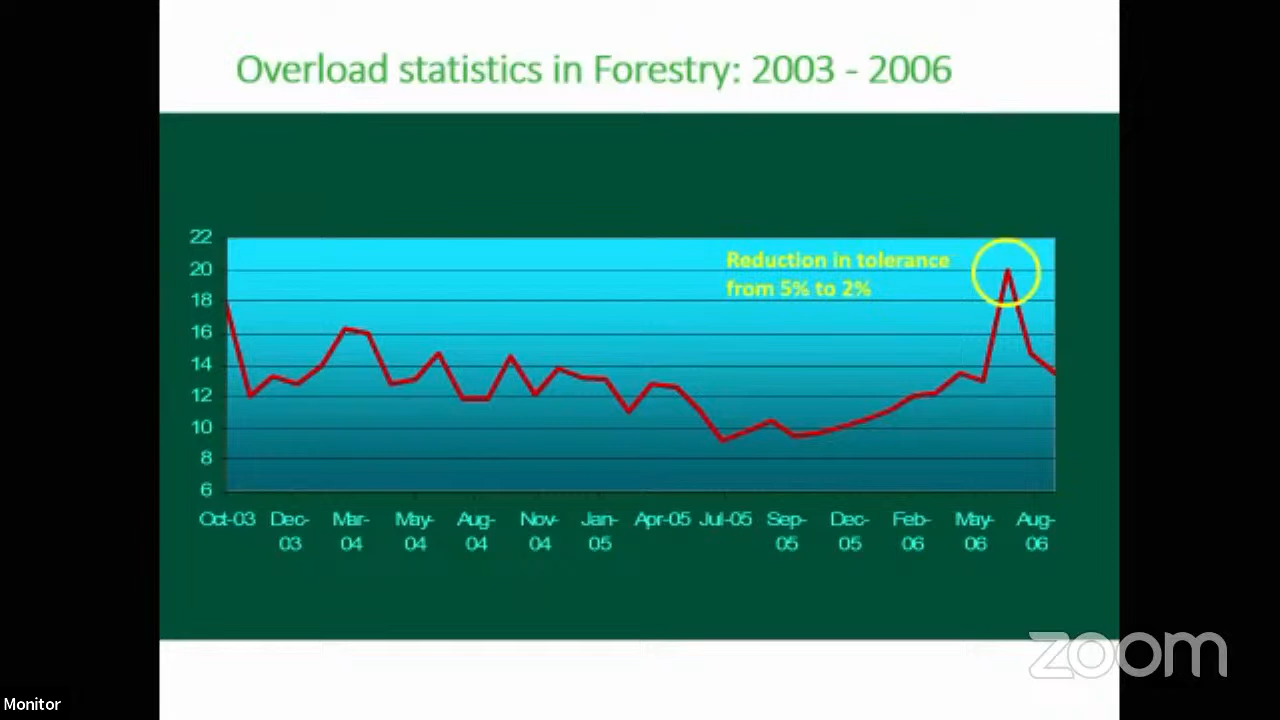 Overload statistics in Forestry: 2003 - 2006
22
20
18
16
14
12
10
8
6
Reduction in tolerance
from 5% to 2%
Oct-03 Dec- Mar- May- Aug- Nov- Jan- Apr-05 Jul-05 Sep- Dec- Feb- May- Aug-
03 04 04 04 04 05 05 05 06 06 06
zoom
Monitor